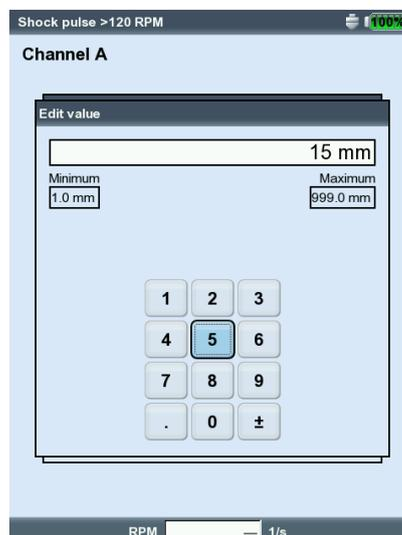 Shock pulse >120 RPM 100%
Channel A
Edit value
15 mm
Minimum Maximum
1.0 mm 999.0 mm
1 2 3
4 5 6
7 8 9
. 0 ±
RPM — 1/s